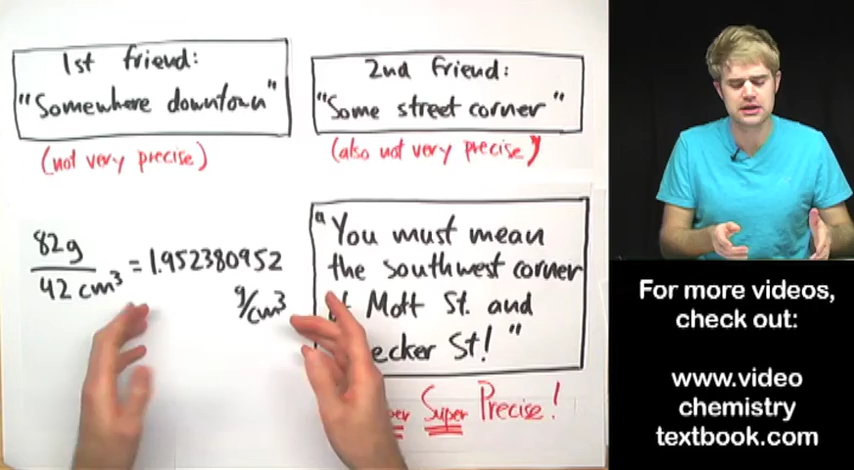 1st friend:
"Somewhere downtown"
(not very precise)
2nd friend:
"Some street corner"
(also not very precise)
82g
42 cm³
= 1.952380952
g/cm³
"You must mean
the southwest corner
Mott St. and
St!"
Super Precise!
For more videos,
check out:
www.video
chemistry
textbook.com